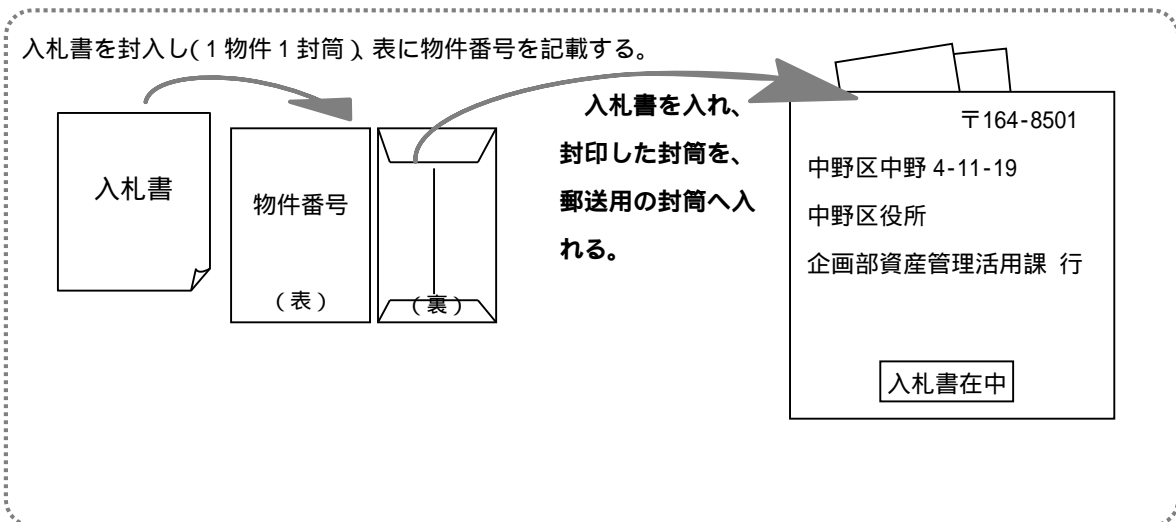 入札書を封入し(１物件１封筒)、表に物件番号を記載する。
入札書
物件番号
(表)
(裏)
入札書を入れ、
封印した封筒を、
郵送用の封筒へ入
れる。
〒164-8501
中野区中野 4-11-19
中野区役所
企画部資産管理活用課 行
入札書在中